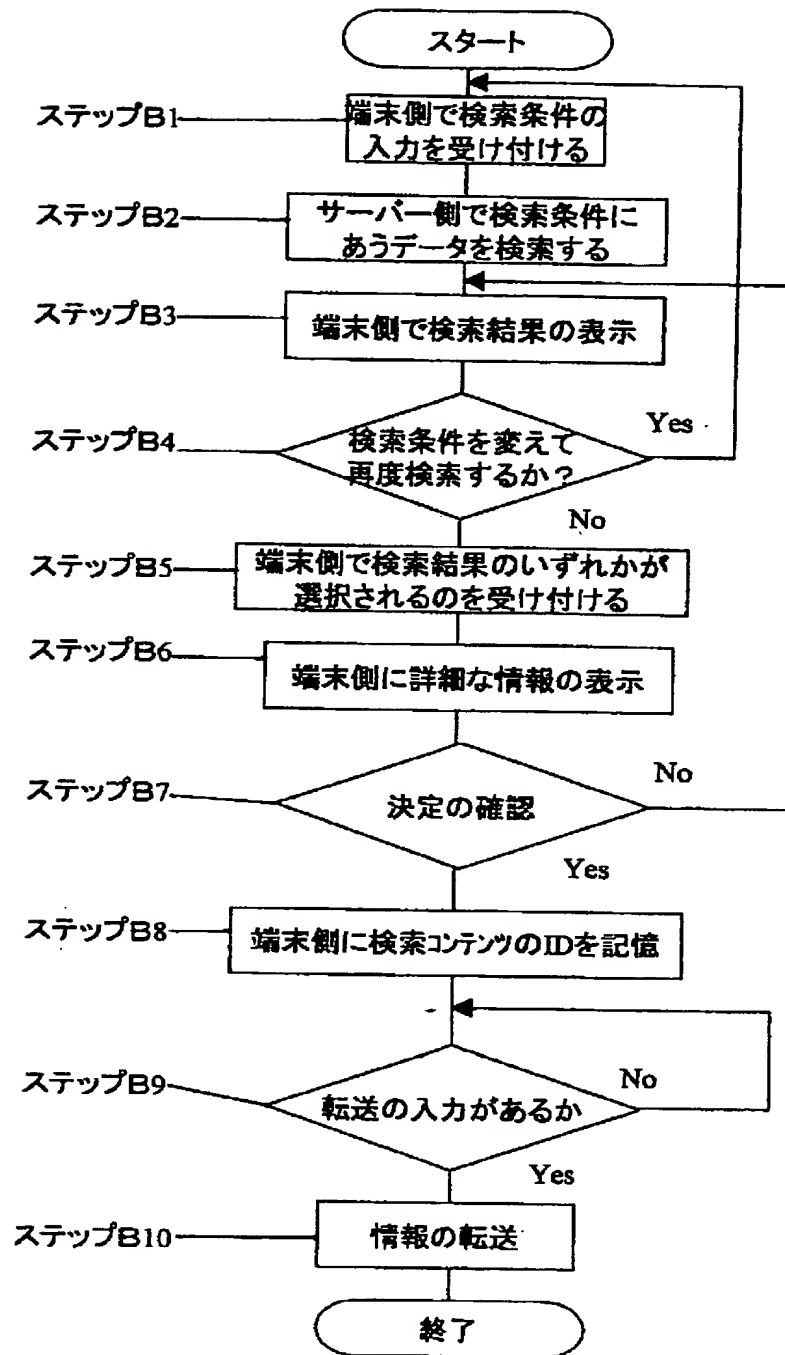 スタート
ステップB1
端末側で検索条件の
入力を受け付ける
ステップB2
サーバー側で検索条件に
あうデータを検索する
ステップB3
端末側で検索結果の表示
ステップB4
検索条件を変えて
再度検索するか？
Yes
No
ステップB5
端末側で検索結果のいずれかが
選択されるのを受け付ける
ステップB6
端末側に詳細な情報の表示
ステップB7
決定の確認
No
Yes
ステップB8
端末側に検索コンテンツのIDを記憶
ステップB9
転送の入力があるか
No
Yes
ステップB10
情報の転送
終了